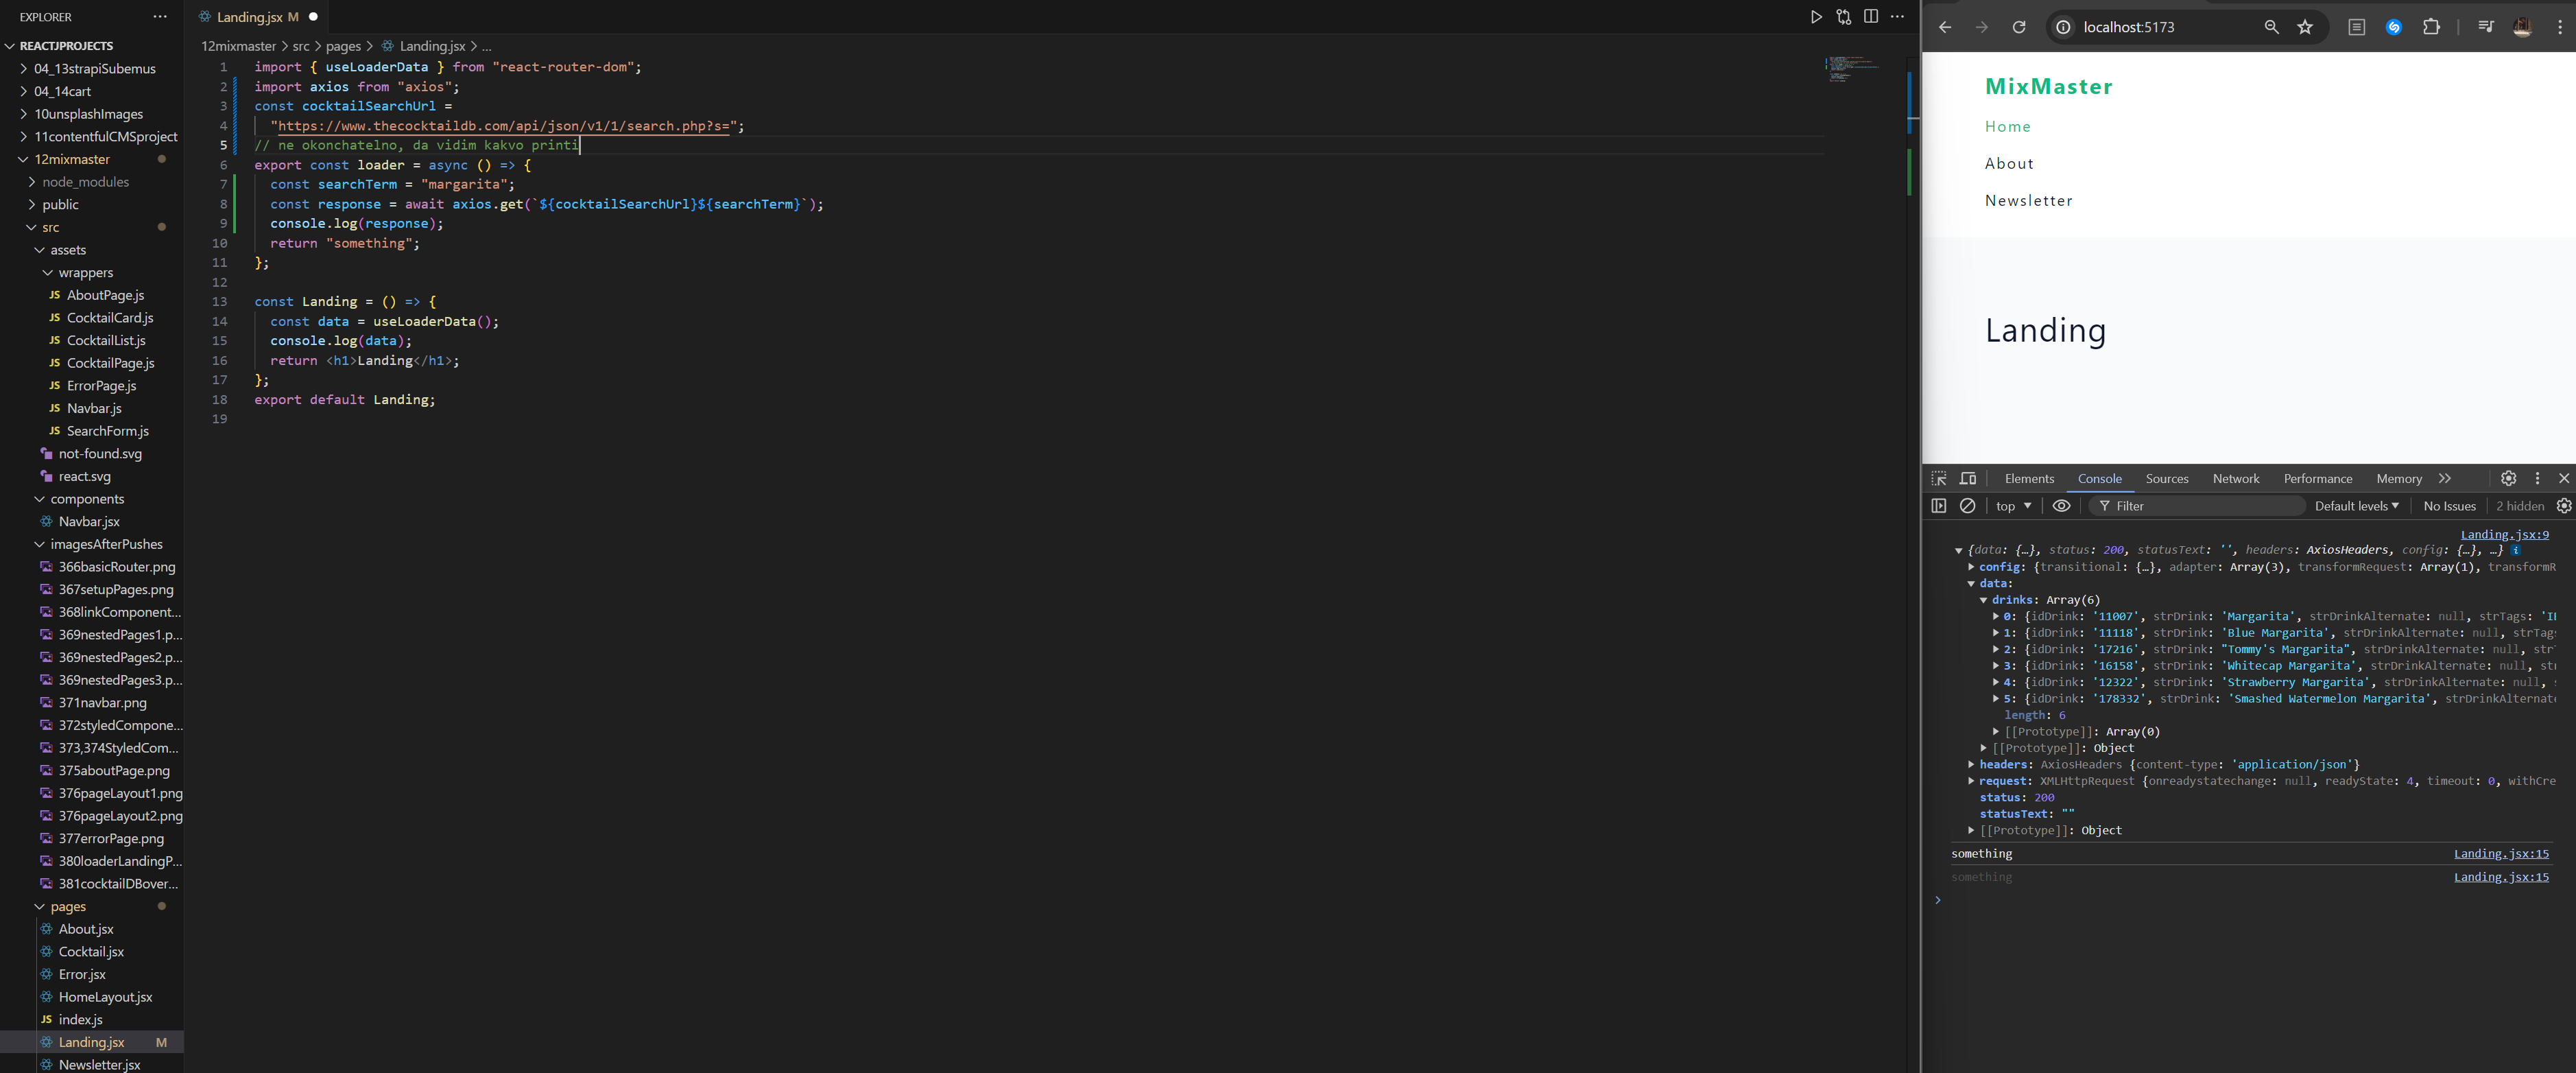 EXPLORER
REACTJPROJECTS
04_13strapiSubemus
04_14cart
10unsplashImages
11contentfulCMSproject
12mixmaster
node_modules
public
src
assets
wrappers
JS AboutPage.js
JS CocktailCard.js
JS CocktailList.js
JS CocktailPage.js
JS ErrorPage.js
JS Navbar.js
JS SearchForm.js
not-found.svg
react.svg
components
Navbar.jsx
imagesAfterPushes
366basicRouter.png
367setupPages.png
368linkComponent...
369nestedPages1.p...
369nestedPages2.p...
369nestedPages3.p...
371navbar.png
372styledCompone...
373,374StyledCom...
375aboutPage.png
376pageLayout1.png
376pageLayout2.png
377errorPage.png
380loaderLandingP...
381cocktailDBover...
pages
About.jsx
Cocktail.jsx
Error.jsx
HomeLayout.jsx
JS index.js
Landing.jsx M
Newsletter.jsx
Landing.jsx M
12mixmaster > src > pages > Landing.jsx > ...
1 import { useLoaderData } from "react-router-dom";
2 import axios from "axios";
3 const cocktailSearchUrl =
4 "https://www.thecocktaildb.com/api/json/v1/1/search.php?s=";
5 // ne okonchatelno, da vidim kakvo printi
6 export const loader = async () => {
7 const searchTerm = "margarita";
8 const response = await axios.get(`${cocktailSearchUrl}${searchTerm}`);
9 console.log(response);
10 return "something";
11 };
12
13 const Landing = () => {
14 const data = useLoaderData();
15 console.log(data);
16 return <h1>Landing</h1>;
17 };
18 export default Landing;
19
localhost:5173
MixMaster
Home
About
Newsletter
Landing
Elements Console Sources Network Performance Memory
top Filter Default levels No Issues 2 hidden
Landing.jsx:9
{data: {…}, status: 200, statusText: '', headers: AxiosHeaders, config: {…}, …}
config: {transitional: {…}, adapter: Array(3), transformRequest: Array(1), transformR
data:
drinks: Array(6)
0: {idDrink: '11007', strDrink: 'Margarita', strDrinkAlternate: null, strTags: 'I
1: {idDrink: '11118', strDrink: 'Blue Margarita', strDrinkAlternate: null, strTag
2: {idDrink: '17216', strDrink: "Tommy's Margarita", strDrinkAlternate: null, str
3: {idDrink: '16158', strDrink: 'Whitecap Margarita', strDrinkAlternate: null, st
4: {idDrink: '12322', strDrink: 'Strawberry Margarita', strDrinkAlternate: null,
5: {idDrink: '178332', strDrink: 'Smashed Watermelon Margarita', strDrinkAlternat
length: 6
[[Prototype]]: Array(0)
[[Prototype]]: Object
headers: AxiosHeaders {content-type: 'application/json'}
request: XMLHttpRequest {onreadystatechange: null, readyState: 4, timeout: 0, withCre
status: 200
statusText: ""
[[Prototype]]: Object
something Landing.jsx:15
something Landing.jsx:15